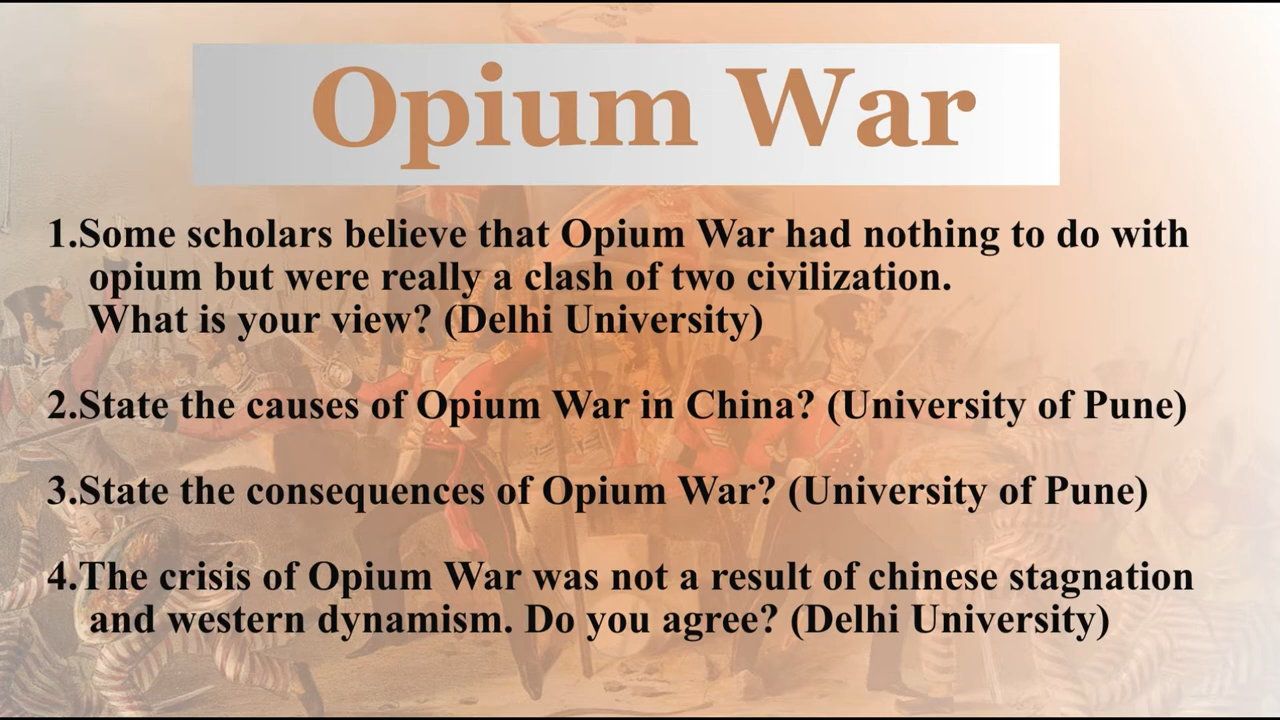 Opium War
1.Some scholars believe that Opium War had nothing to do with
opium but were really a clash of two civilization.
What is your view? (Delhi University)
2.State the causes of Opium War in China? (University of Pune)
3.State the consequences of Opium War? (University of Pune)
4.The crisis of Opium War was not a result of chinese stagnation
and western dynamism. Do you agree? (Delhi University)